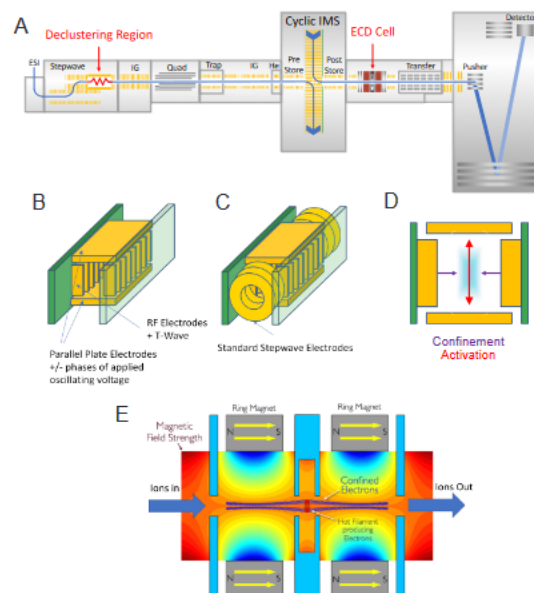 A
Declustering Region
Cyclic IMS
ECD Cell
Detector
ESI
Stepwave
IG
Quad
Trap
IG
He
Pre
Store
Post
Store
Transfer
Pusher
B
C
D
RF Electrodes
+ T-Wave
Parallel Plate Electrodes
+/- phases of applied
oscillating voltage
Standard Stepwave Electrodes
Confinement
Activation
E
Ring Magnet
Ring Magnet
Magnetic
Field Strength
N
S
N
S
Ions In
Confined
Electrons
Ions Out
Hot Filament
producing
Electrons
N
S
N
S